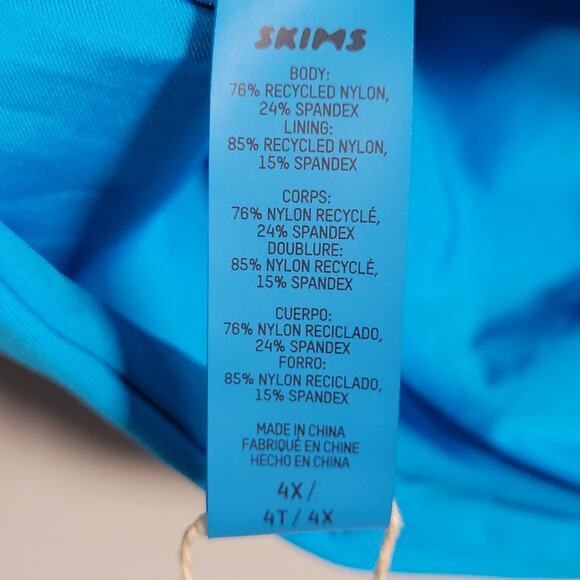 SKIMS
BODY:
76% RECYCLED NYLON,
24% SPANDEX
LINING:
85% RECYCLED NYLON,
15% SPANDEX
CORPS:
76% NYLON RECYCLÉ,
24% SPANDEX
DOUBLURE:
85% NYLON RECYCLÉ,
15% SPANDEX
CUERPO:
76% NYLON RECICLADO,
24% SPANDEX
FORRO:
85% NYLON RECICLADO,
15% SPANDEX
MADE IN CHINA
FABRIQUÉ EN CHINE
HECHO EN CHINA
4X/
4T / 4X